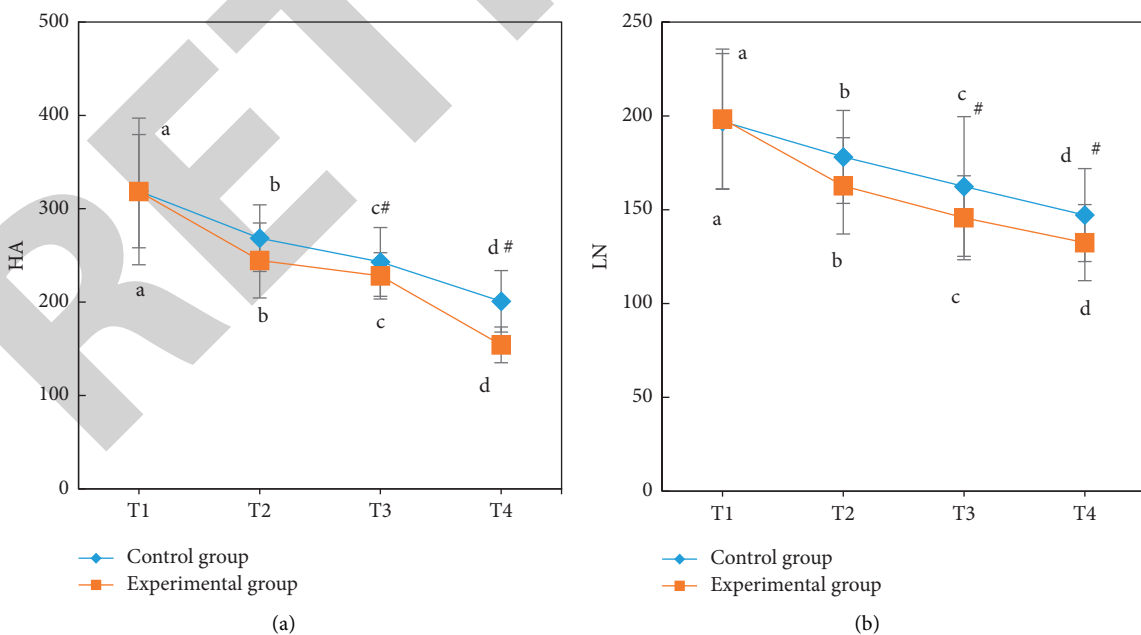 500
400
300
200
100
0
HA
a
a
b
b
c#
c
d #
d
T1 T2 T3 T4
Control group
Experimental group
(a)
250
200
150
100
50
0
LN
a
a
b
b
c #
c
d #
d
T1 T2 T3 T4
Control group
Experimental group
(b)